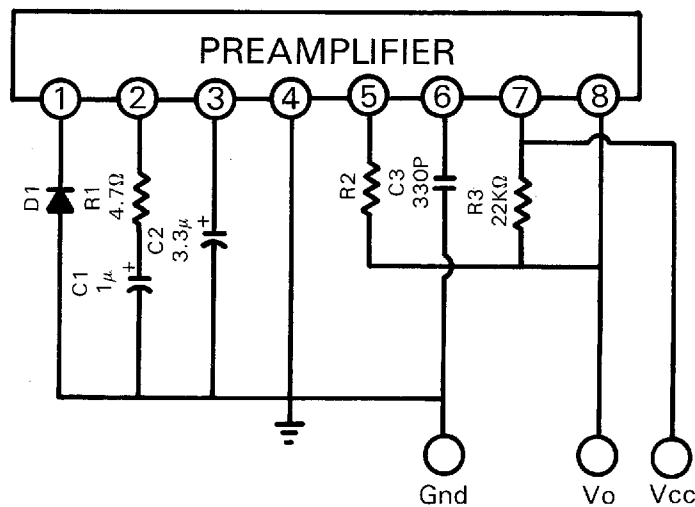 PREAMPLIFIER
1 2 3 4 5 6 7 8
D1
R1
4.7Ω
C1
1μ
+
C2
3.3μ
+
R2
C3
330P
R3
22KΩ
Gnd
Vo
Vcc